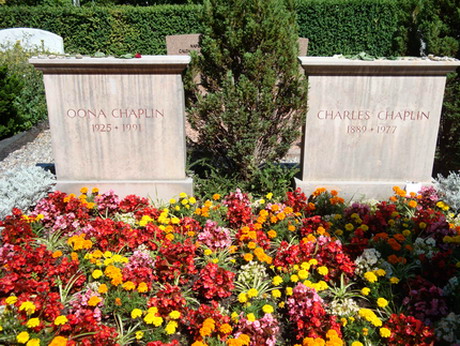 OONA CHAPLIN
1925 • 1991
CHARLES CHAPLIN
1889 • 1977